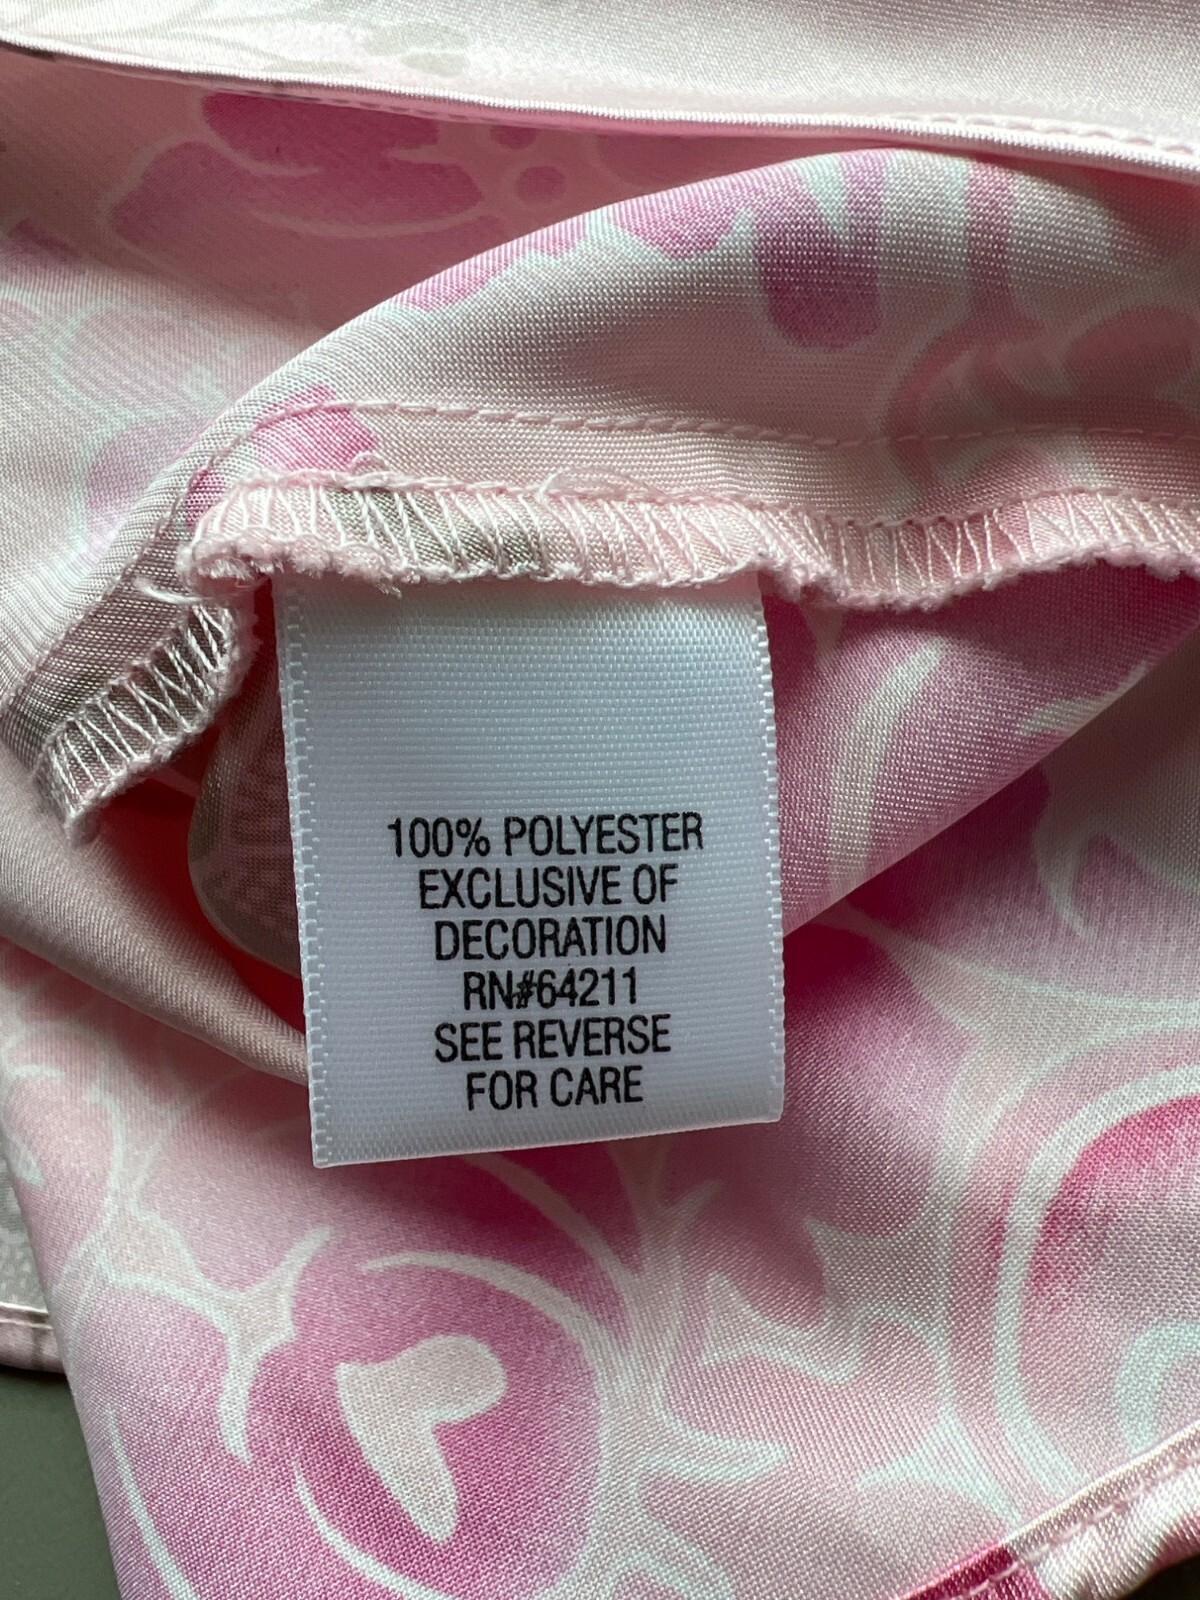 100% POLYESTER
EXCLUSIVE OF
DECORATION
RN#64211
SEE REVERSE
FOR CARE